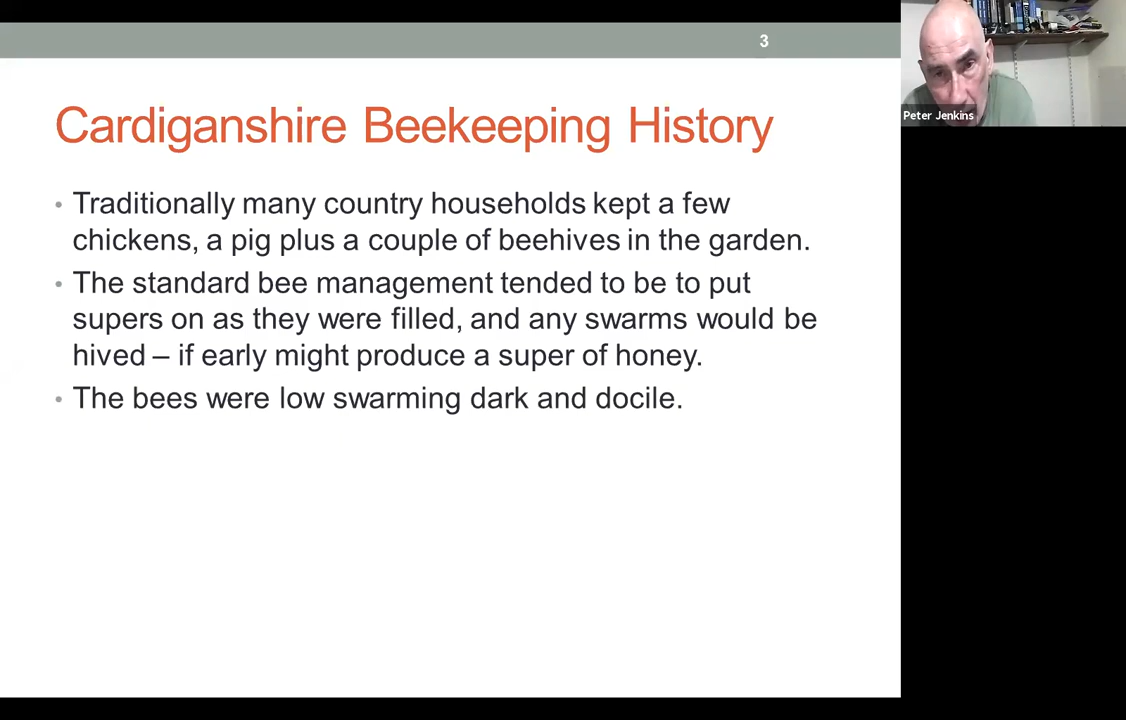 3
Cardiganshire Beekeeping History
• Traditionally many country households kept a few
chickens, a pig plus a couple of beehives in the garden.
• The standard bee management tended to be to put
supers on as they were filled, and any swarms would be
hived – if early might produce a super of honey.
• The bees were low swarming dark and docile.
Peter Jenkins